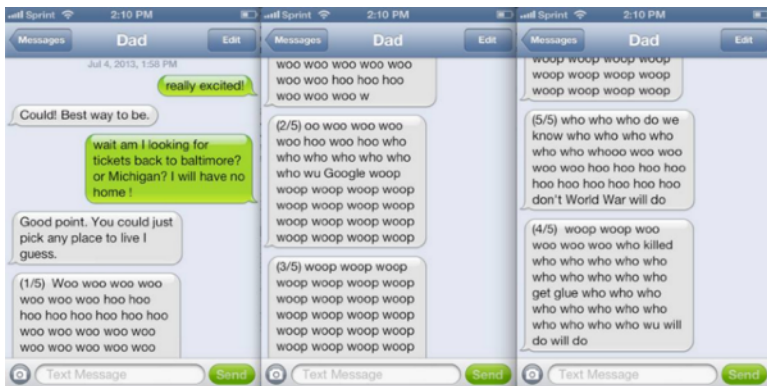 Sprint 2:10 PM
Messages Dad Edit
Jul 4, 2013, 1:58 PM
really excited!
Could! Best way to be.
wait am I looking for
tickets back to baltimore?
or Michigan? I will have no
home !
Good point. You could just
pick any place to live I
guess.
(1/5) Woo woo woo woo
woo woo woo hoo hoo
hoo hoo hoo hoo hoo hoo
woo woo woo woo woo
woo woo woo woo woo
Text Message Send
Sprint 2:10 PM
Messages Dad Edit
woo woo woo woo woo
woo woo hoo hoo hoo
woo woo woo w
(2/5) oo woo woo woo
woo hoo woo hoo who
who who who who who
who wu Google woop
woop woop woop woop
woop woop woop woop
woop woop woop woop
woop woop woop woop
(3/5) woop woop woop
woop woop woop woop
woop woop woop woop
woop woop woop woop
woop woop woop woop
Text Message Send
Sprint 2:10 PM
Messages Dad Edit
woop woop woop woop
woop woop woop woop
woop woop woop woop
(5/5) who who who do we
know who who who who
who who whooo woo woo
woo woo hoo hoo hoo hoo
hoo hoo hoo hoo hoo hoo
don't World War will do
(4/5) woop woop woo
woo woo woo who killed
who who who who who
who who who who who
get glue who who who
who who who who who
who who who who wu will
do will do
Text Message Send